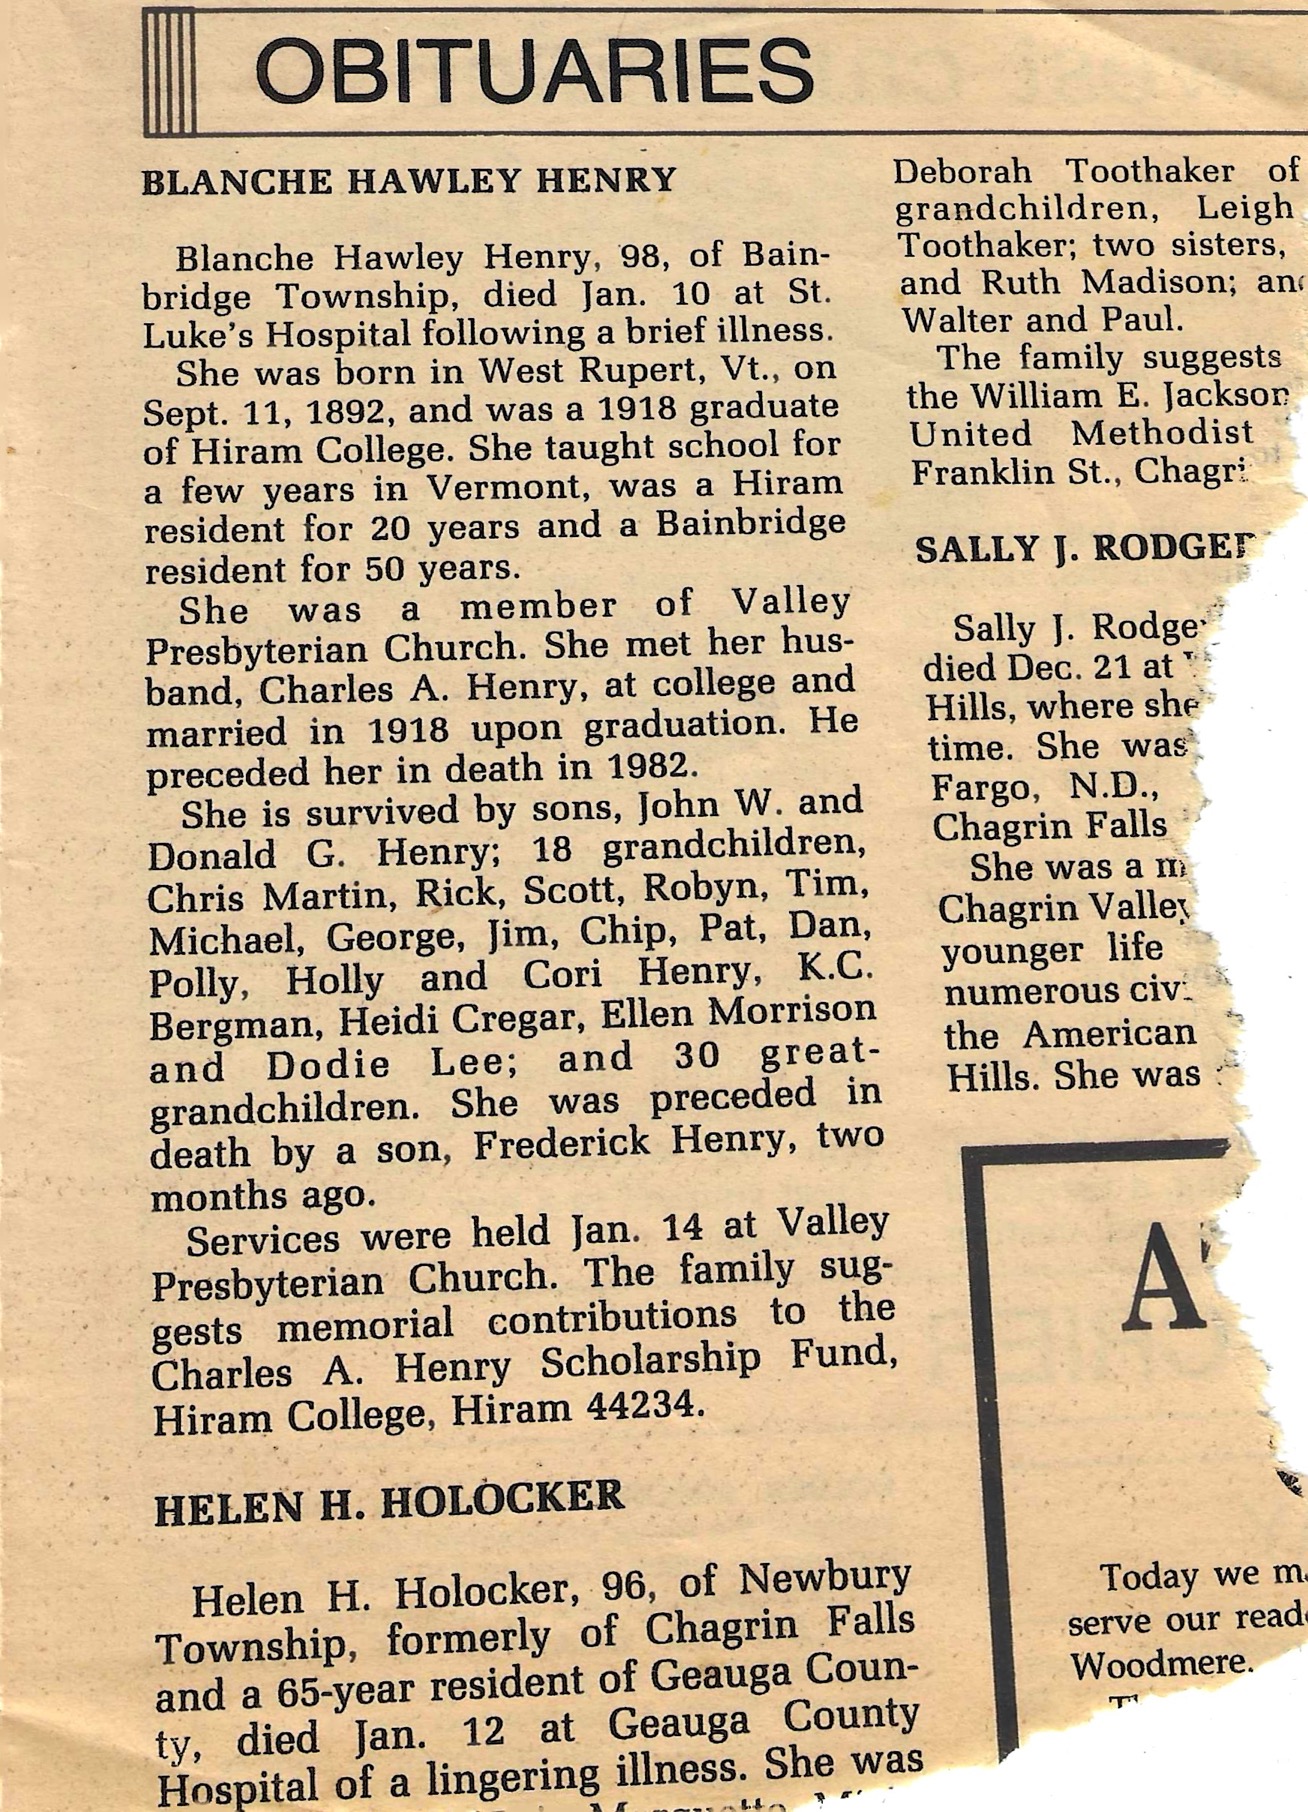 OBITUARIES
BLANCHE HAWLEY HENRY
Blanche Hawley Henry, 98, of Bain-
bridge Township, died Jan. 10 at St.
Luke's Hospital following a brief illness.
She was born in West Rupert, Vt., on
Sept. 11, 1892, and was a 1918 graduate
of Hiram College. She taught school for
a few years in Vermont, was a Hiram
resident for 20 years and a Bainbridge
resident for 50 years.
She was a member of Valley
Presbyterian Church. She met her hus-
band, Charles A. Henry, at college and
married in 1918 upon graduation. He
preceded her in death in 1982.
She is survived by sons, John W. and
Donald G. Henry; 18 grandchildren,
Chris Martin, Rick, Scott, Robyn, Tim,
Michael, George, Jim, Chip, Pat, Dan,
Polly, Holly and Cori Henry, K.C.
Bergman, Heidi Cregar, Ellen Morrison
and Dodie Lee; and 30 great-
grandchildren. She was preceded in
death by a son, Frederick Henry, two
months ago.
Services were held Jan. 14 at Valley
Presbyterian Church. The family sug-
gests memorial contributions to the
Charles A. Henry Scholarship Fund,
Hiram College, Hiram 44234.
HELEN H. HOLOCKER
Helen H. Holocker, 96, of Newbury
Township, formerly of Chagrin Falls
and a 65-year resident of Geauga Coun-
ty, died Jan. 12 at Geauga County
Hospital of a lingering illness. She was
Deborah Toothaker of
grandchildren, Leigh
Toothaker; two sisters,
and Ruth Madison;
Walter and Paul.
The family suggests
the William E. Jackson
United Methodist
Franklin St.,
SALLY J.
Sally J.
died Dec. 21 at
Hills, where she
time. She was
Fargo, N.D.,
Chagrin Falls
She was a
Chagrin Valley
younger life
numerous
the American
Hills. She was
A
Today we
serve our
Woodmere.